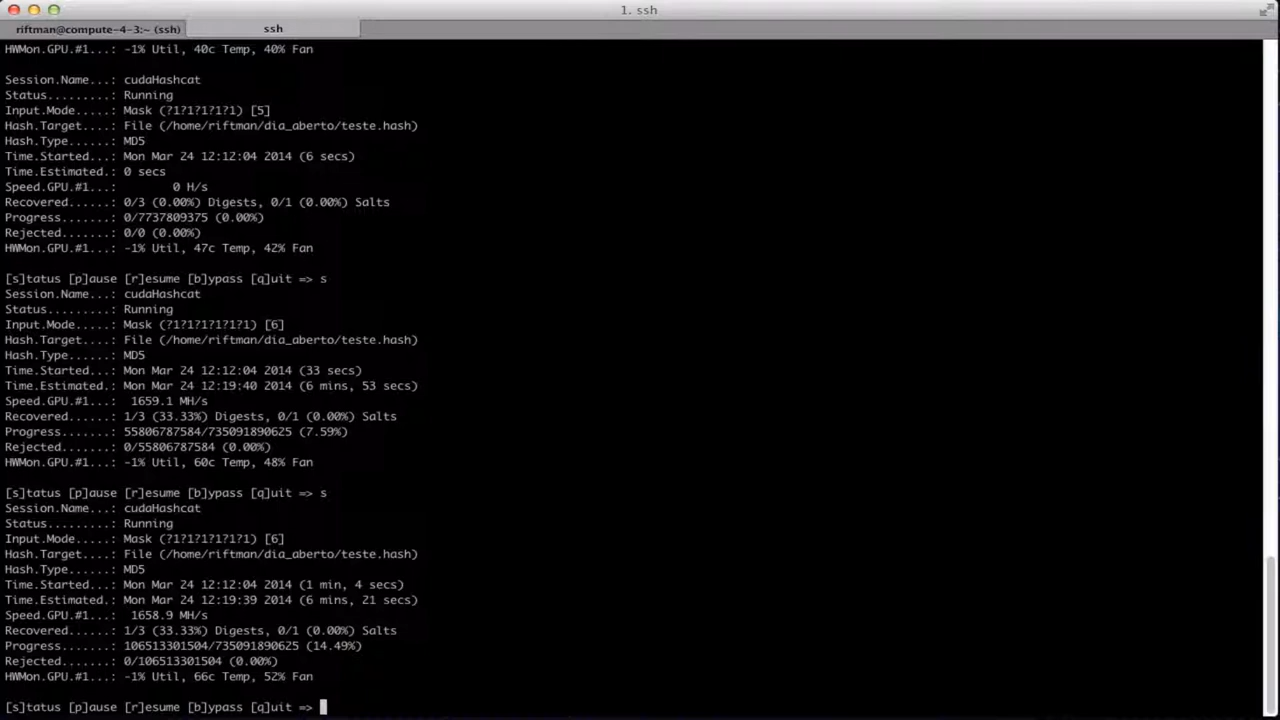 1. ssh
riftman@compute-4-3:~ (ssh)
ssh
HWMon.GPU.#1...: -1% Util, 40c Temp, 40% Fan
Session.Name...: cudaHashcat
Status.........: Running
Input.Mode.....: Mask (?1?1?1?1?1) [5]
Hash.Target....: File (/home/riftman/dia_aberto/teste.hash)
Hash.Type......: MD5
Time.Started...: Mon Mar 24 12:12:04 2014 (6 secs)
Time.Estimated.: 0 secs
Speed.GPU.#1...:        0 H/s
Recovered......: 0/3 (0.00%) Digests, 0/1 (0.00%) Salts
Progress.......: 0/7737809375 (0.00%)
Rejected.......: 0/0 (0.00%)
HWMon.GPU.#1...: -1% Util, 47c Temp, 42% Fan
[s]tatus [p]ause [r]esume [b]ypass [q]uit => s
Session.Name...: cudaHashcat
Status.........: Running
Input.Mode.....: Mask (?1?1?1?1?1?1) [6]
Hash.Target....: File (/home/riftman/dia_aberto/teste.hash)
Hash.Type......: MD5
Time.Started...: Mon Mar 24 12:12:04 2014 (33 secs)
Time.Estimated.: Mon Mar 24 12:19:40 2014 (6 mins, 53 secs)
Speed.GPU.#1...:  1659.1 MH/s
Recovered......: 1/3 (33.33%) Digests, 0/1 (0.00%) Salts
Progress.......: 55806787584/735091890625 (7.59%)
Rejected.......: 0/55806787584 (0.00%)
HWMon.GPU.#1...: -1% Util, 60c Temp, 48% Fan
[s]tatus [p]ause [r]esume [b]ypass [q]uit => s
Session.Name...: cudaHashcat
Status.........: Running
Input.Mode.....: Mask (?1?1?1?1?1?1) [6]
Hash.Target....: File (/home/riftman/dia_aberto/teste.hash)
Hash.Type......: MD5
Time.Started...: Mon Mar 24 12:12:04 2014 (1 min, 4 secs)
Time.Estimated.: Mon Mar 24 12:19:39 2014 (6 mins, 21 secs)
Speed.GPU.#1...:  1658.9 MH/s
Recovered......: 1/3 (33.33%) Digests, 0/1 (0.00%) Salts
Progress.......: 106513301504/735091890625 (14.49%)
Rejected.......: 0/106513301504 (0.00%)
HWMon.GPU.#1...: -1% Util, 66c Temp, 52% Fan
[s]tatus [p]ause [r]esume [b]ypass [q]uit =>